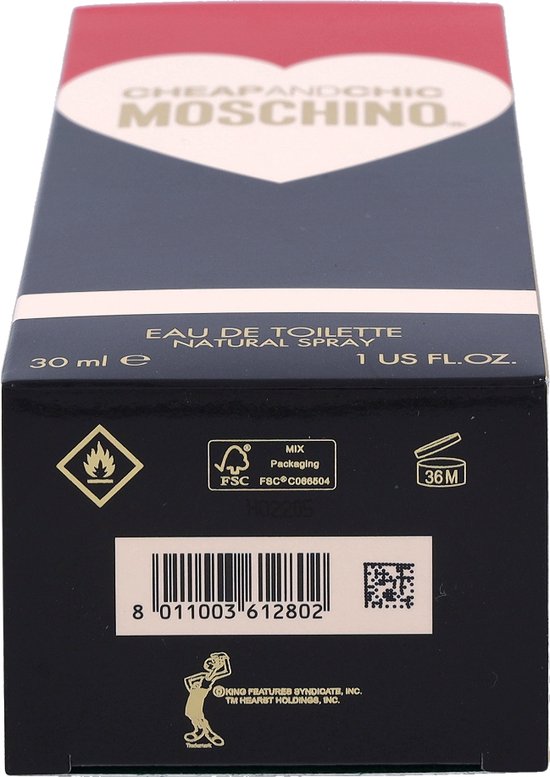 CHEAPANDCHIC
MOSCHINO®
EAU DE TOILETTE
NATURAL SPRAY
30 ml ℮
1 US FL.OZ.
MIX
Packaging
FSC® C066504
FSC
36M
8 011003 612802
©KING FEATURES SYNDICATE, INC.
TM HEARST HOLDINGS, INC.
Trademark